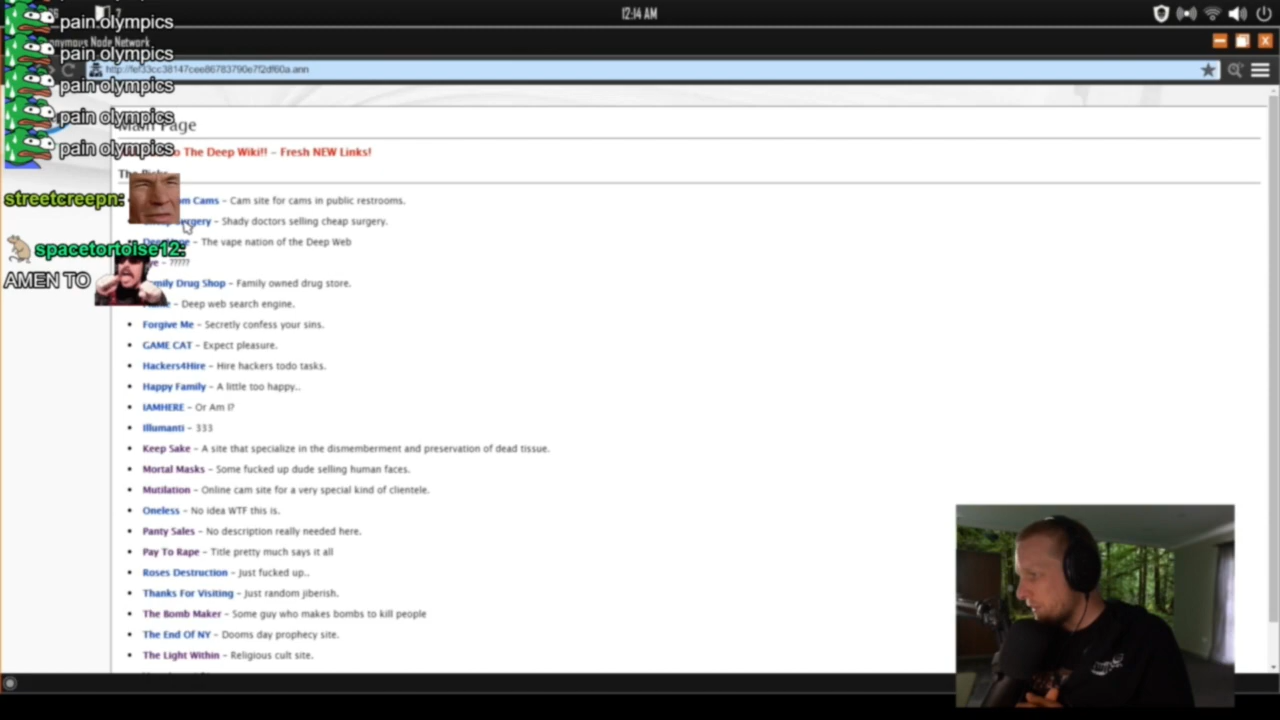 pain olympics
12:14 AM
onymous Node Network
pain olympics
pain olympics
pain olympics
pain olympics
Main Page
To The Deep Wiki!! - Fresh NEW Links!
streetcreepn:
Cams - Cam site for cams in public restrooms.
Surgery - Shady doctors selling cheap surgery.
- The vape nation of the Deep Web
spacetortoise12:
- ?????
AMEN TO
Family Drug Shop - Family owned drug store.
- Deep web search engine.
Forgive Me - Secretly confess your sins.
GAME CAT - Expect pleasure.
Hackers4Hire - Hire hackers todo tasks.
Happy Family - A little too happy..
IAMHERE - Or Am I?
Illumanti - 333
Keep Sake - A site that specialize in the dismemberment and preservation of dead tissue.
Mortal Masks - Some fucked up dude selling human faces.
Mutilation - Online cam site for a very special kind of clientele.
Oneless - No idea WTF this is.
Panty Sales - No description really needed here.
Pay To Rape - Title pretty much says it all
Roses Destruction - Just fucked up..
Thanks For Visiting - Just random jiberish.
The Bomb Maker - Some guy who makes bombs to kill people
The End Of NY - Dooms day prophecy site.
The Light Within - Religious cult site.